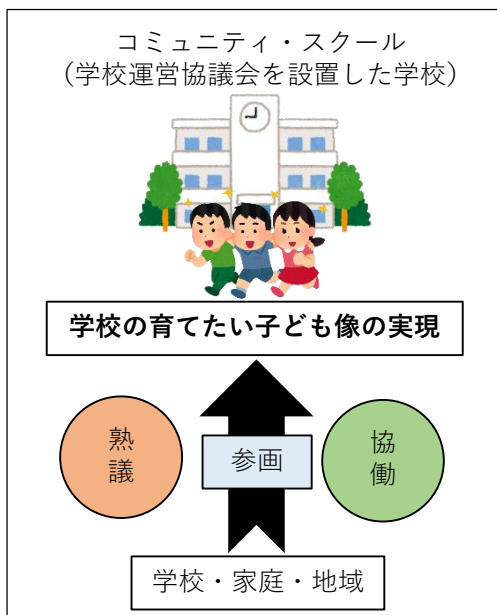 コミュニティ・スクール
（学校運営協議会を設置した学校）
学校の育てたい子ども像の実現
熟議
参画
協働
学校・家庭・地域